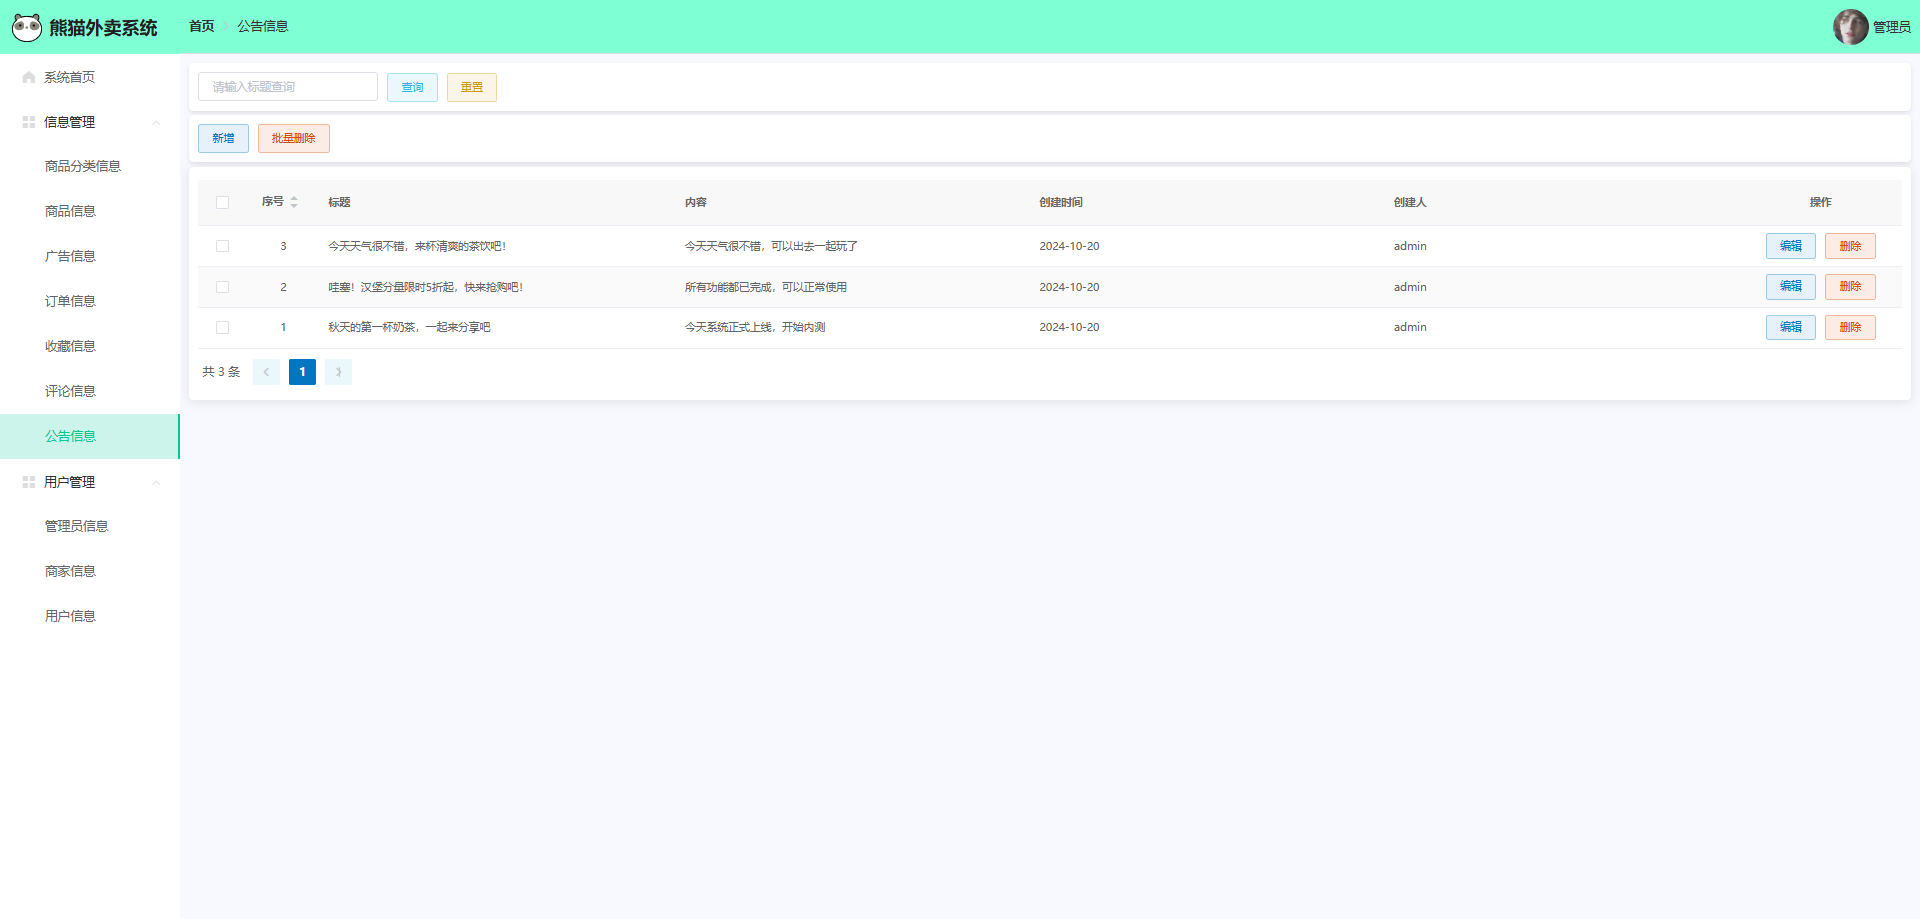 熊猫外卖系统
首页 公告信息
管理员
系统首页
信息管理
商品分类信息
商品信息
广告信息
订单信息
收藏信息
评论信息
公告信息
用户管理
管理员信息
商家信息
用户信息
请输入标题查询 查询 重置
新增 批量删除
序号 标题 内容 创建时间 创建人 操作
3 今天天气很不错，来杯清爽的茶饮吧！ 今天天气很不错，可以出去一起玩了 2024-10-20 admin 编辑 删除
2 哇塞！汉堡分量限时5折起，快来抢购吧！ 所有功能都已完成，可以正常使用 2024-10-20 admin 编辑 删除
1 秋天的第一杯奶茶，一起来分享吧 今天系统正式上线，开始内测 2024-10-20 admin 编辑 删除
共 3 条 1